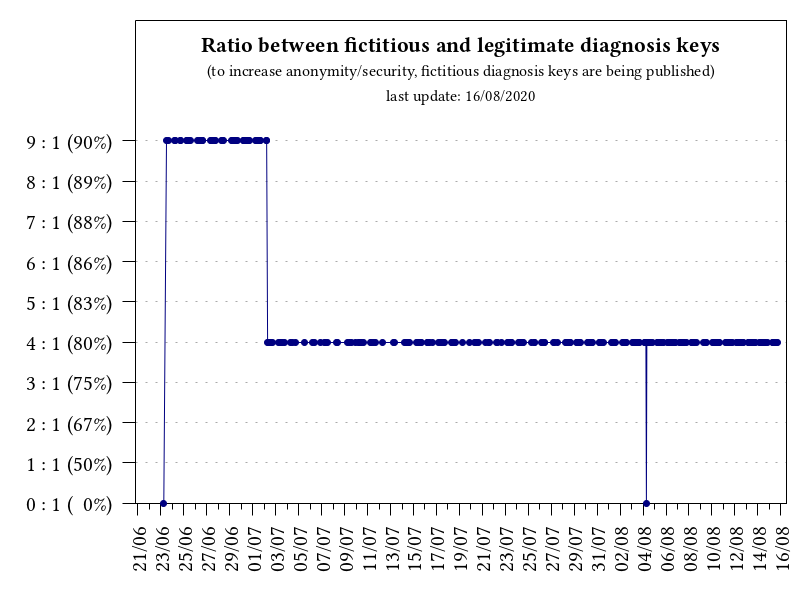 Ratio between fictitious and legitimate diagnosis keys
(to increase anonymity/security, fictitious diagnosis keys are being published)
last update: 16/08/2020
9 : 1 (90%)
8 : 1 (89%)
7 : 1 (88%)
6 : 1 (86%)
5 : 1 (83%)
4 : 1 (80%)
3 : 1 (75%)
2 : 1 (67%)
1 : 1 (50%)
0 : 1 (  0%)
21/06
23/06
25/06
27/06
29/06
01/07
03/07
05/07
07/07
09/07
11/07
13/07
15/07
17/07
19/07
21/07
23/07
25/07
27/07
29/07
31/07
02/08
04/08
06/08
08/08
10/08
12/08
14/08
16/08